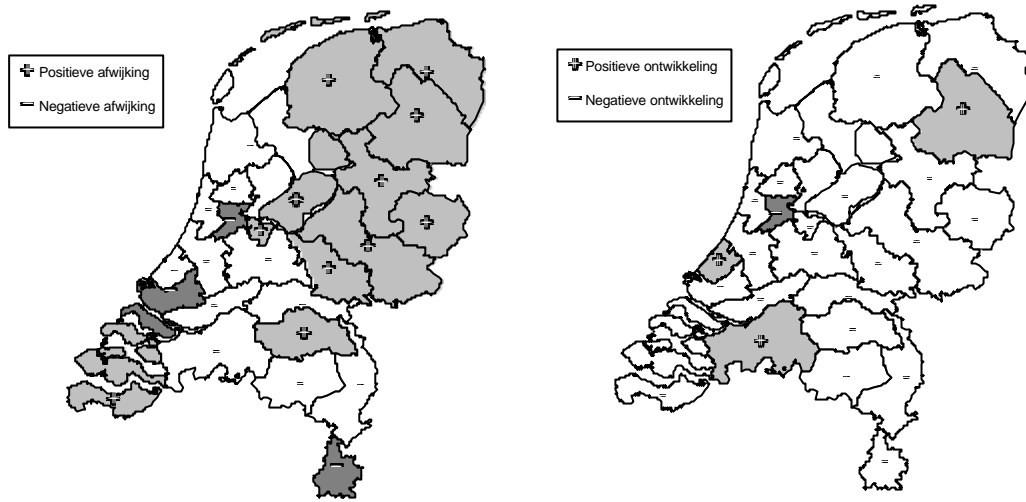 Positieve afwijking
Negatieve afwijking
Positieve ontwikkeling
Negatieve ontwikkeling